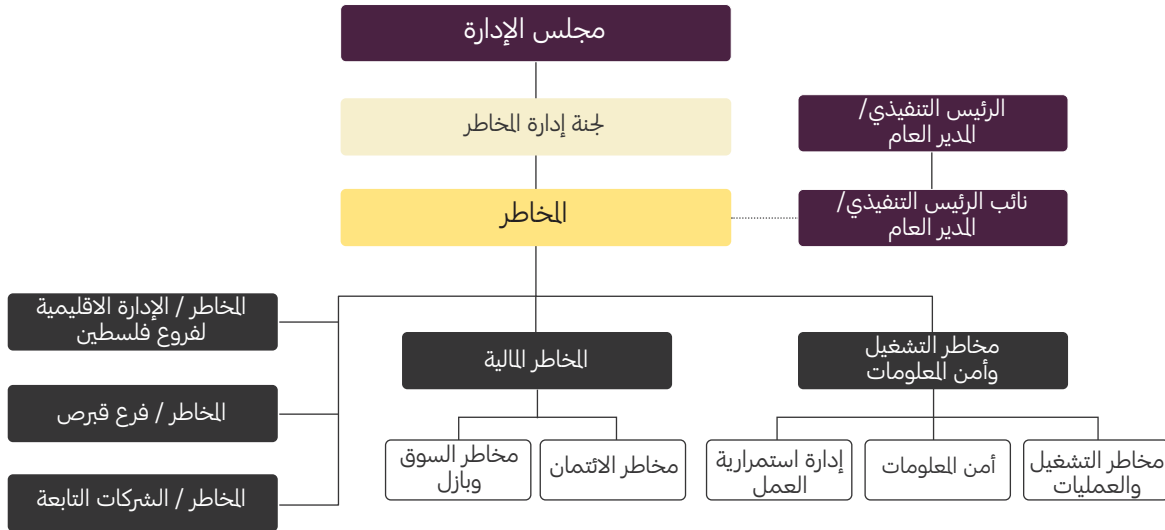 مجلس الإدارة
لجنة إدارة المخاطر
الرئيس التنفيذي/
المدير العام
المخاطر
نائب الرئيس التنفيذي/
المدير العام
المخاطر / الإدارة الاقليمية
لفروع فلسطين
المخاطر / فرع قبرص
المخاطر / الشركات التابعة
مخاطر التشغيل
وأمن المعلومات
المخاطر المالية
مخاطر التشغيل
والعمليات
أمن المعلومات
إدارة استمرارية
العمل
مخاطر الائتمان
مخاطر السوق
وبازل